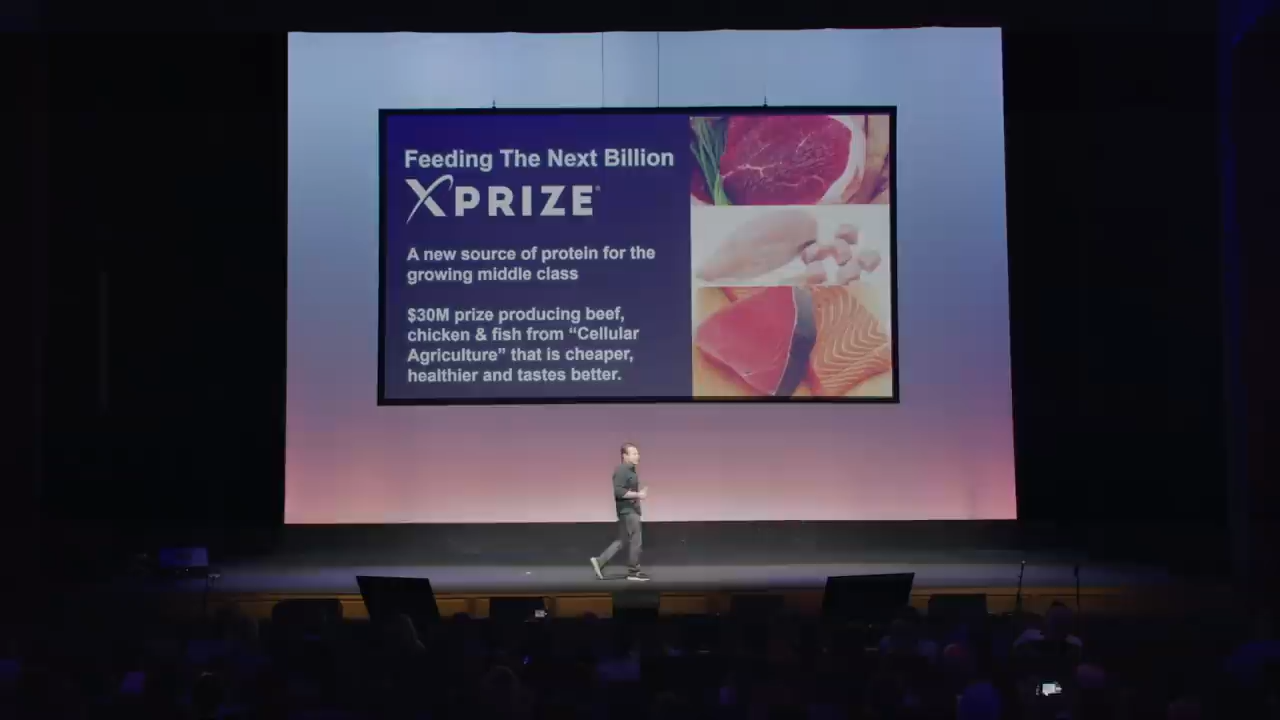 Feeding The Next Billion
XPRIZE
A new source of protein for the
growing middle class
$30M prize producing beef,
chicken & fish from “Cellular
Agriculture” that is cheaper,
healthier and tastes better.